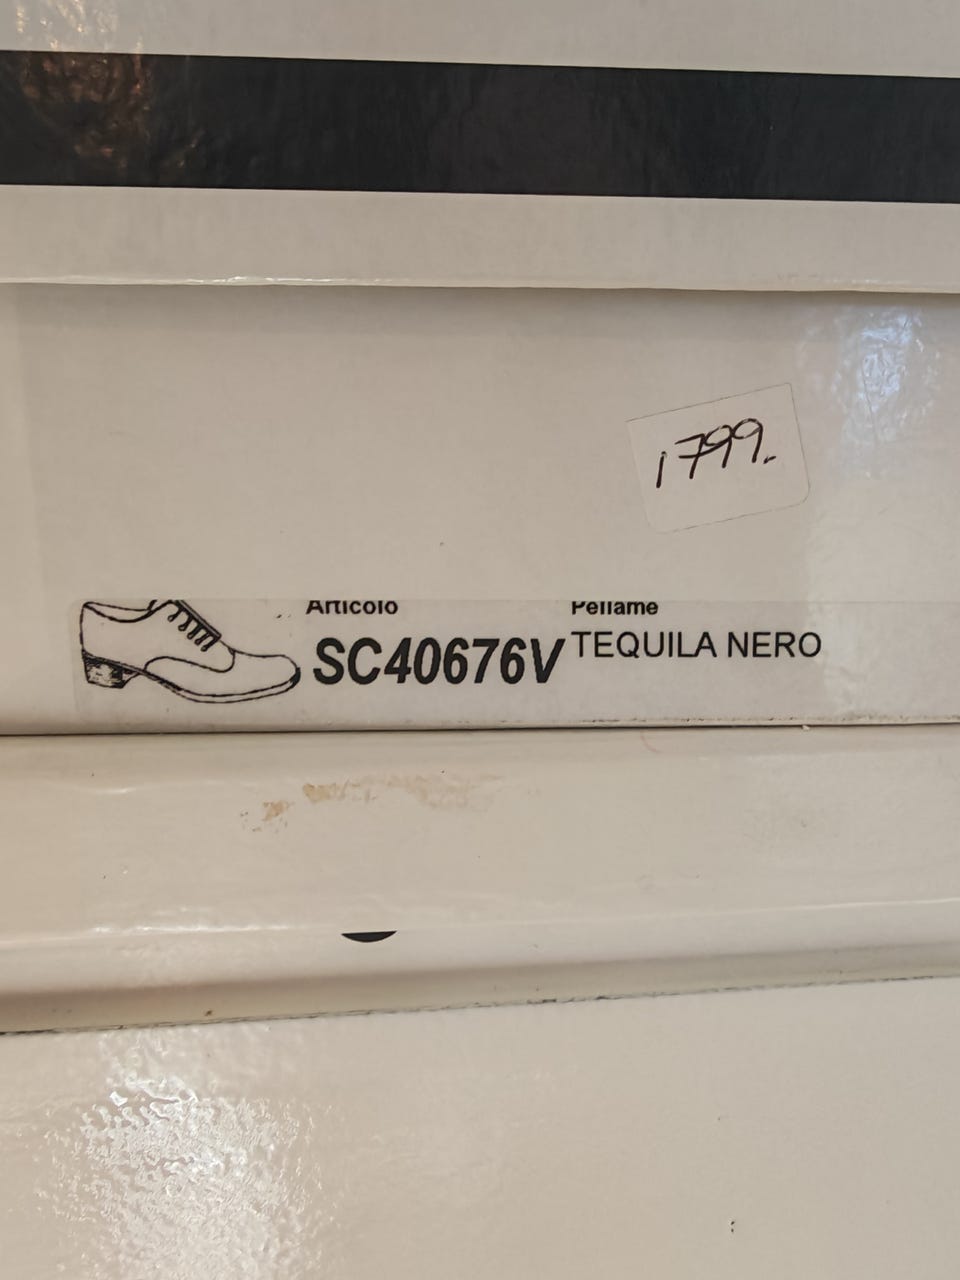 1799.
Articolo Pellame
SC40676V TEQUILA NERO